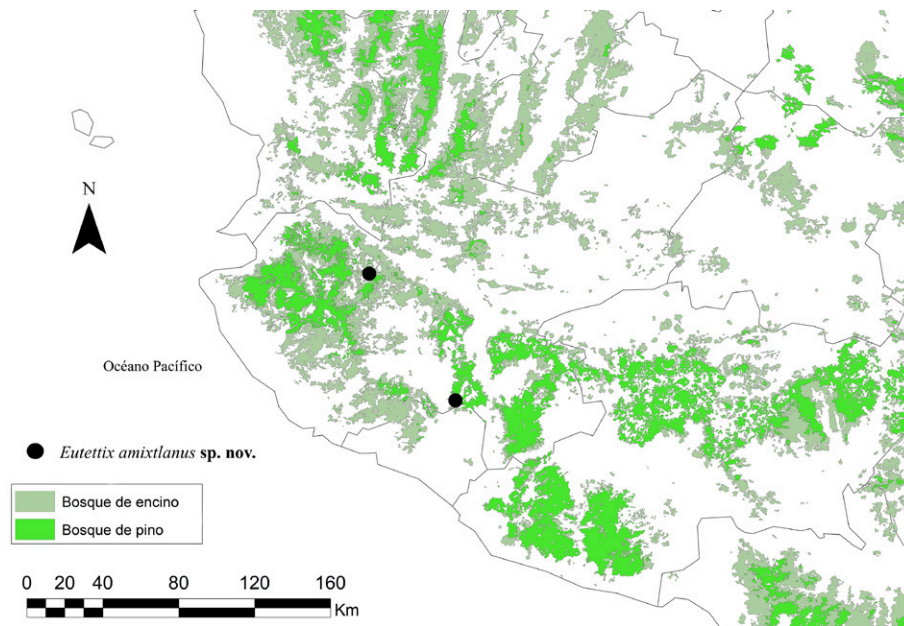 N
Océano Pacífico
Eutettix amixtlanus sp. nov.
Bosque de encino
Bosque de pino
0 20 40 80 120 160
Km